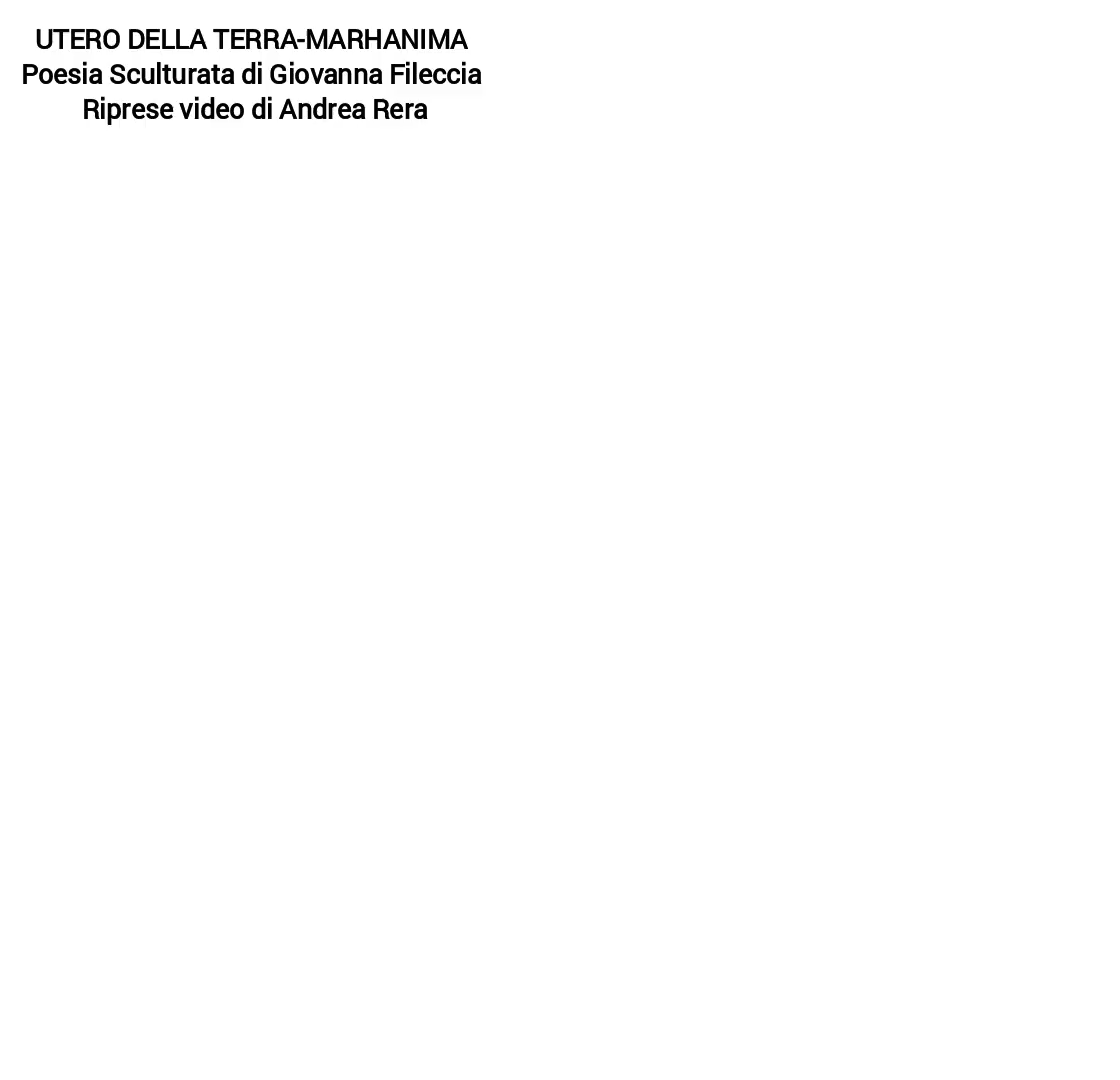 UTERO DELLA TERRA-MARHANIMA
Poesia Sculturata di Giovanna Fileccia
Riprese video di Andrea Rera